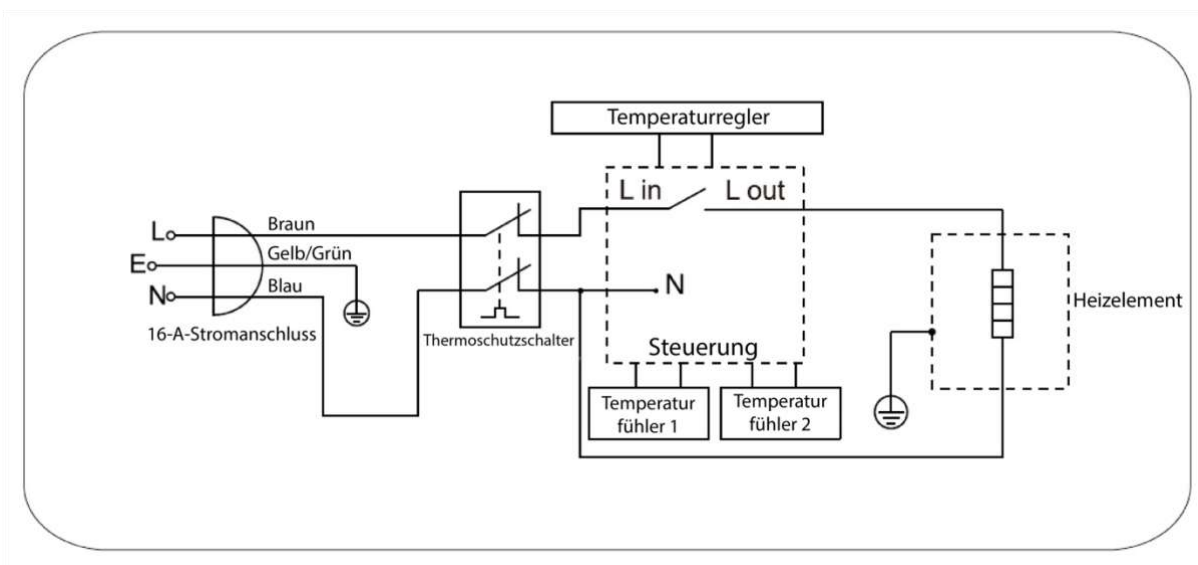 Temperaturregler
L in
L out
L
Braun
Gelb/Grün
E
N
Blau
N
16-A-Stromanschluss
Thermoschutzschalter
Steuerung
Heizelement
Temperatur
fühler 1
Temperatur
fühler 2